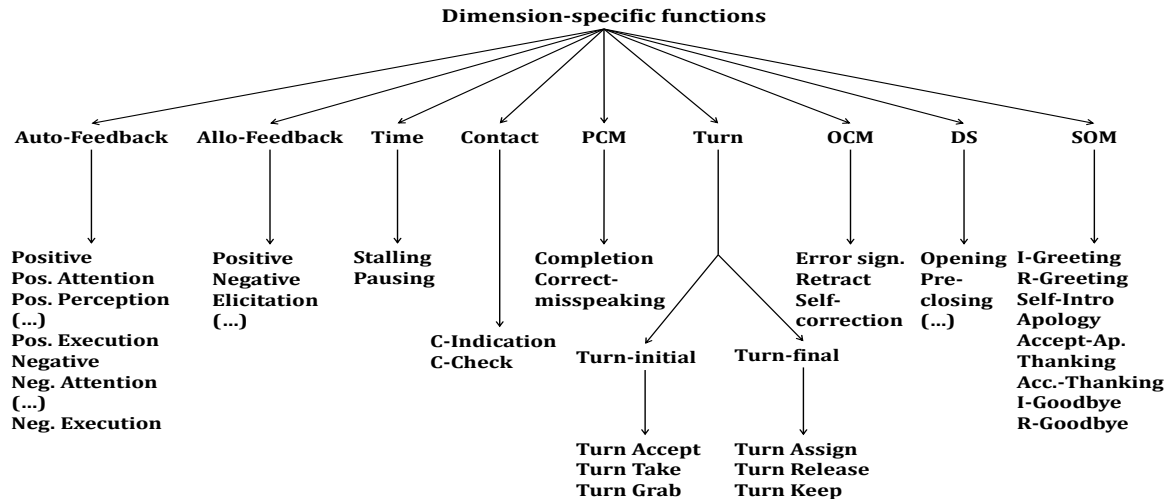 Dimension-specific functions
Auto-Feedback Allo-Feedback Time Contact PCM Turn OCM DS SOM
Positive
Pos. Attention
Pos. Perception
(...)
Pos. Execution
Negative
Neg. Attention
(...)
Neg. Execution
Positive
Negative
Elicitation
(...)
Stalling
Pausing
C-Indication
C-Check
Completion
Correct-
misspeaking
Turn-initial
Turn Accept
Turn Take
Turn Grab
Turn-final
Turn Assign
Turn Release
Turn Keep
Error sign.
Retract
Self-
correction
Opening
Pre-
closing
(...)
I-Greeting
R-Greeting
Self-Intro
Apology
Accept-Ap.
Thanking
Acc.-Thanking
I-Goodbye
R-Goodbye